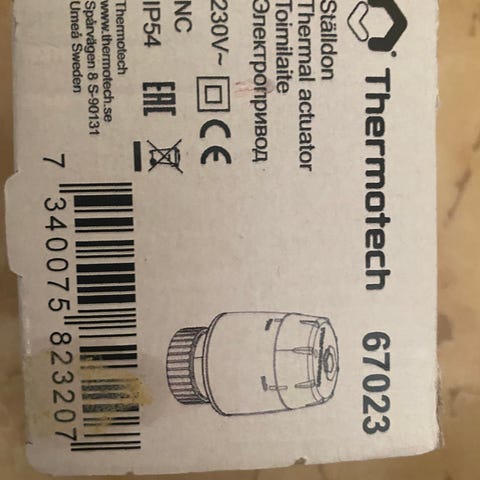 Thermotech 67023
Ställdon
Thermal actuator
Toimilaite
Электропривод
230V~
CE
NC
IP54
EAC
Thermotech
www.thermotech.se
Spårvägen 8 S-90131
Umeå Sweden
7 340075 823207